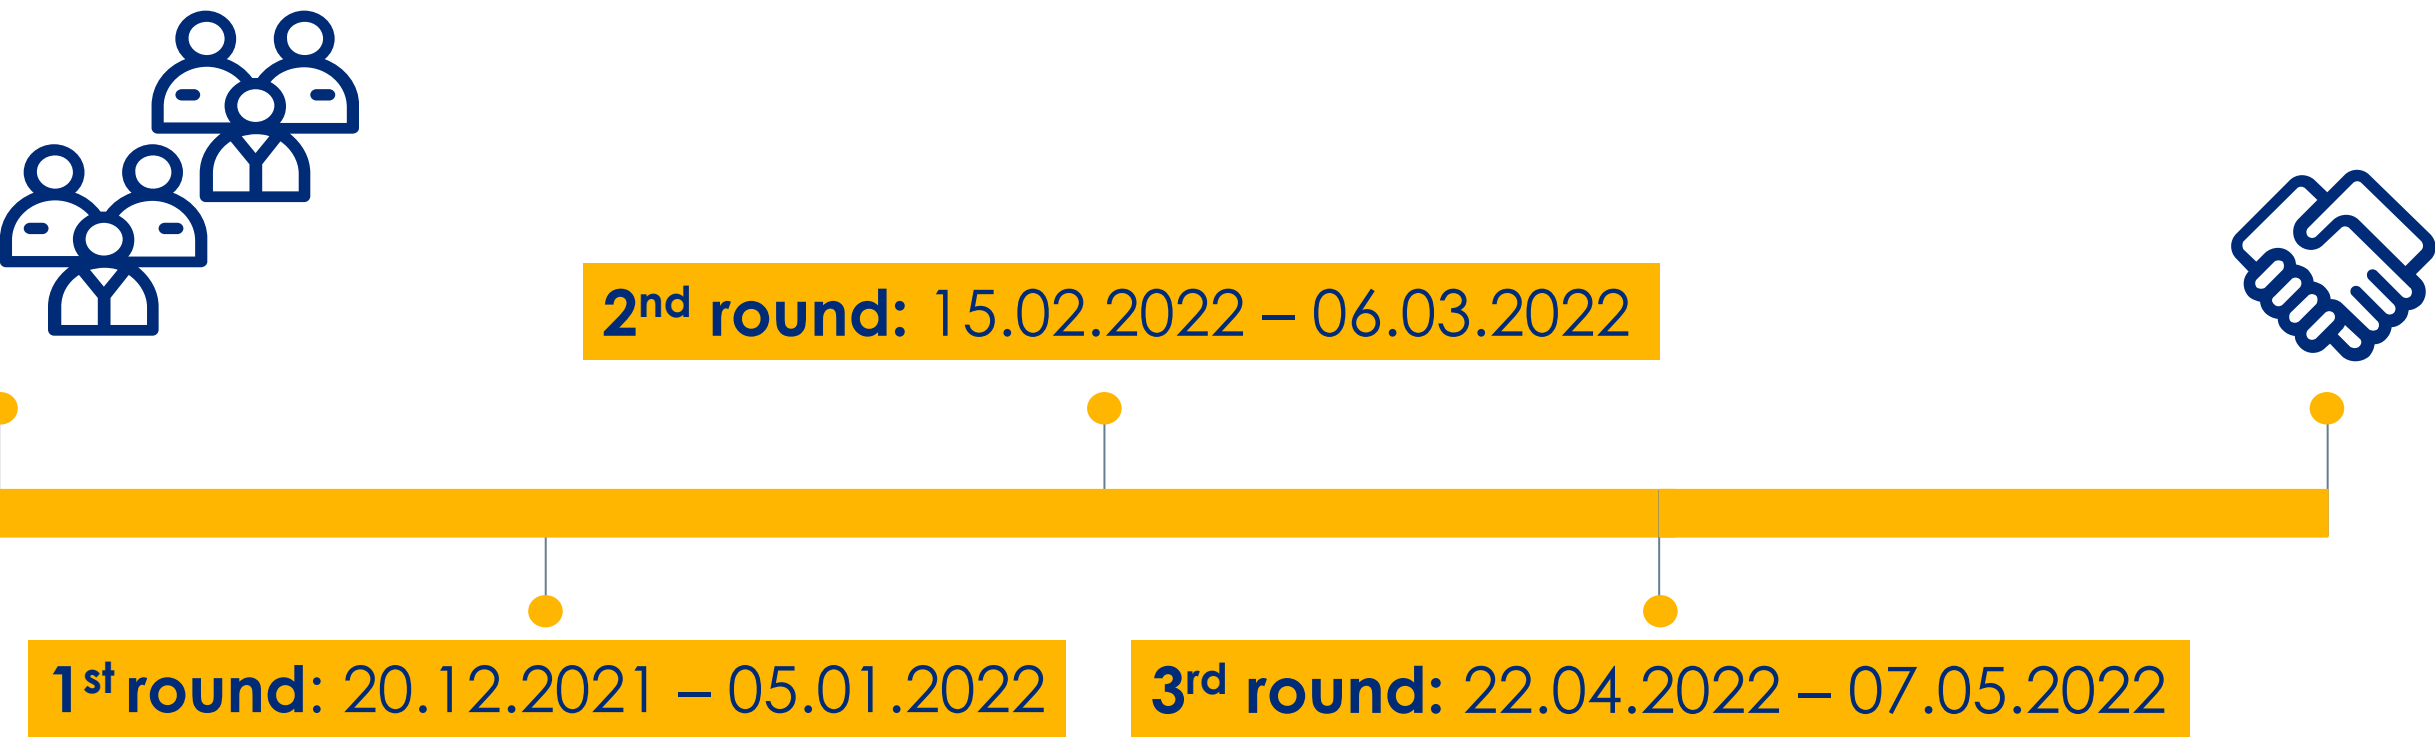 2nd round: 15.02.2022 – 06.03.2022
1st round: 20.12.2021 – 05.01.2022
3rd round: 22.04.2022 – 07.05.2022